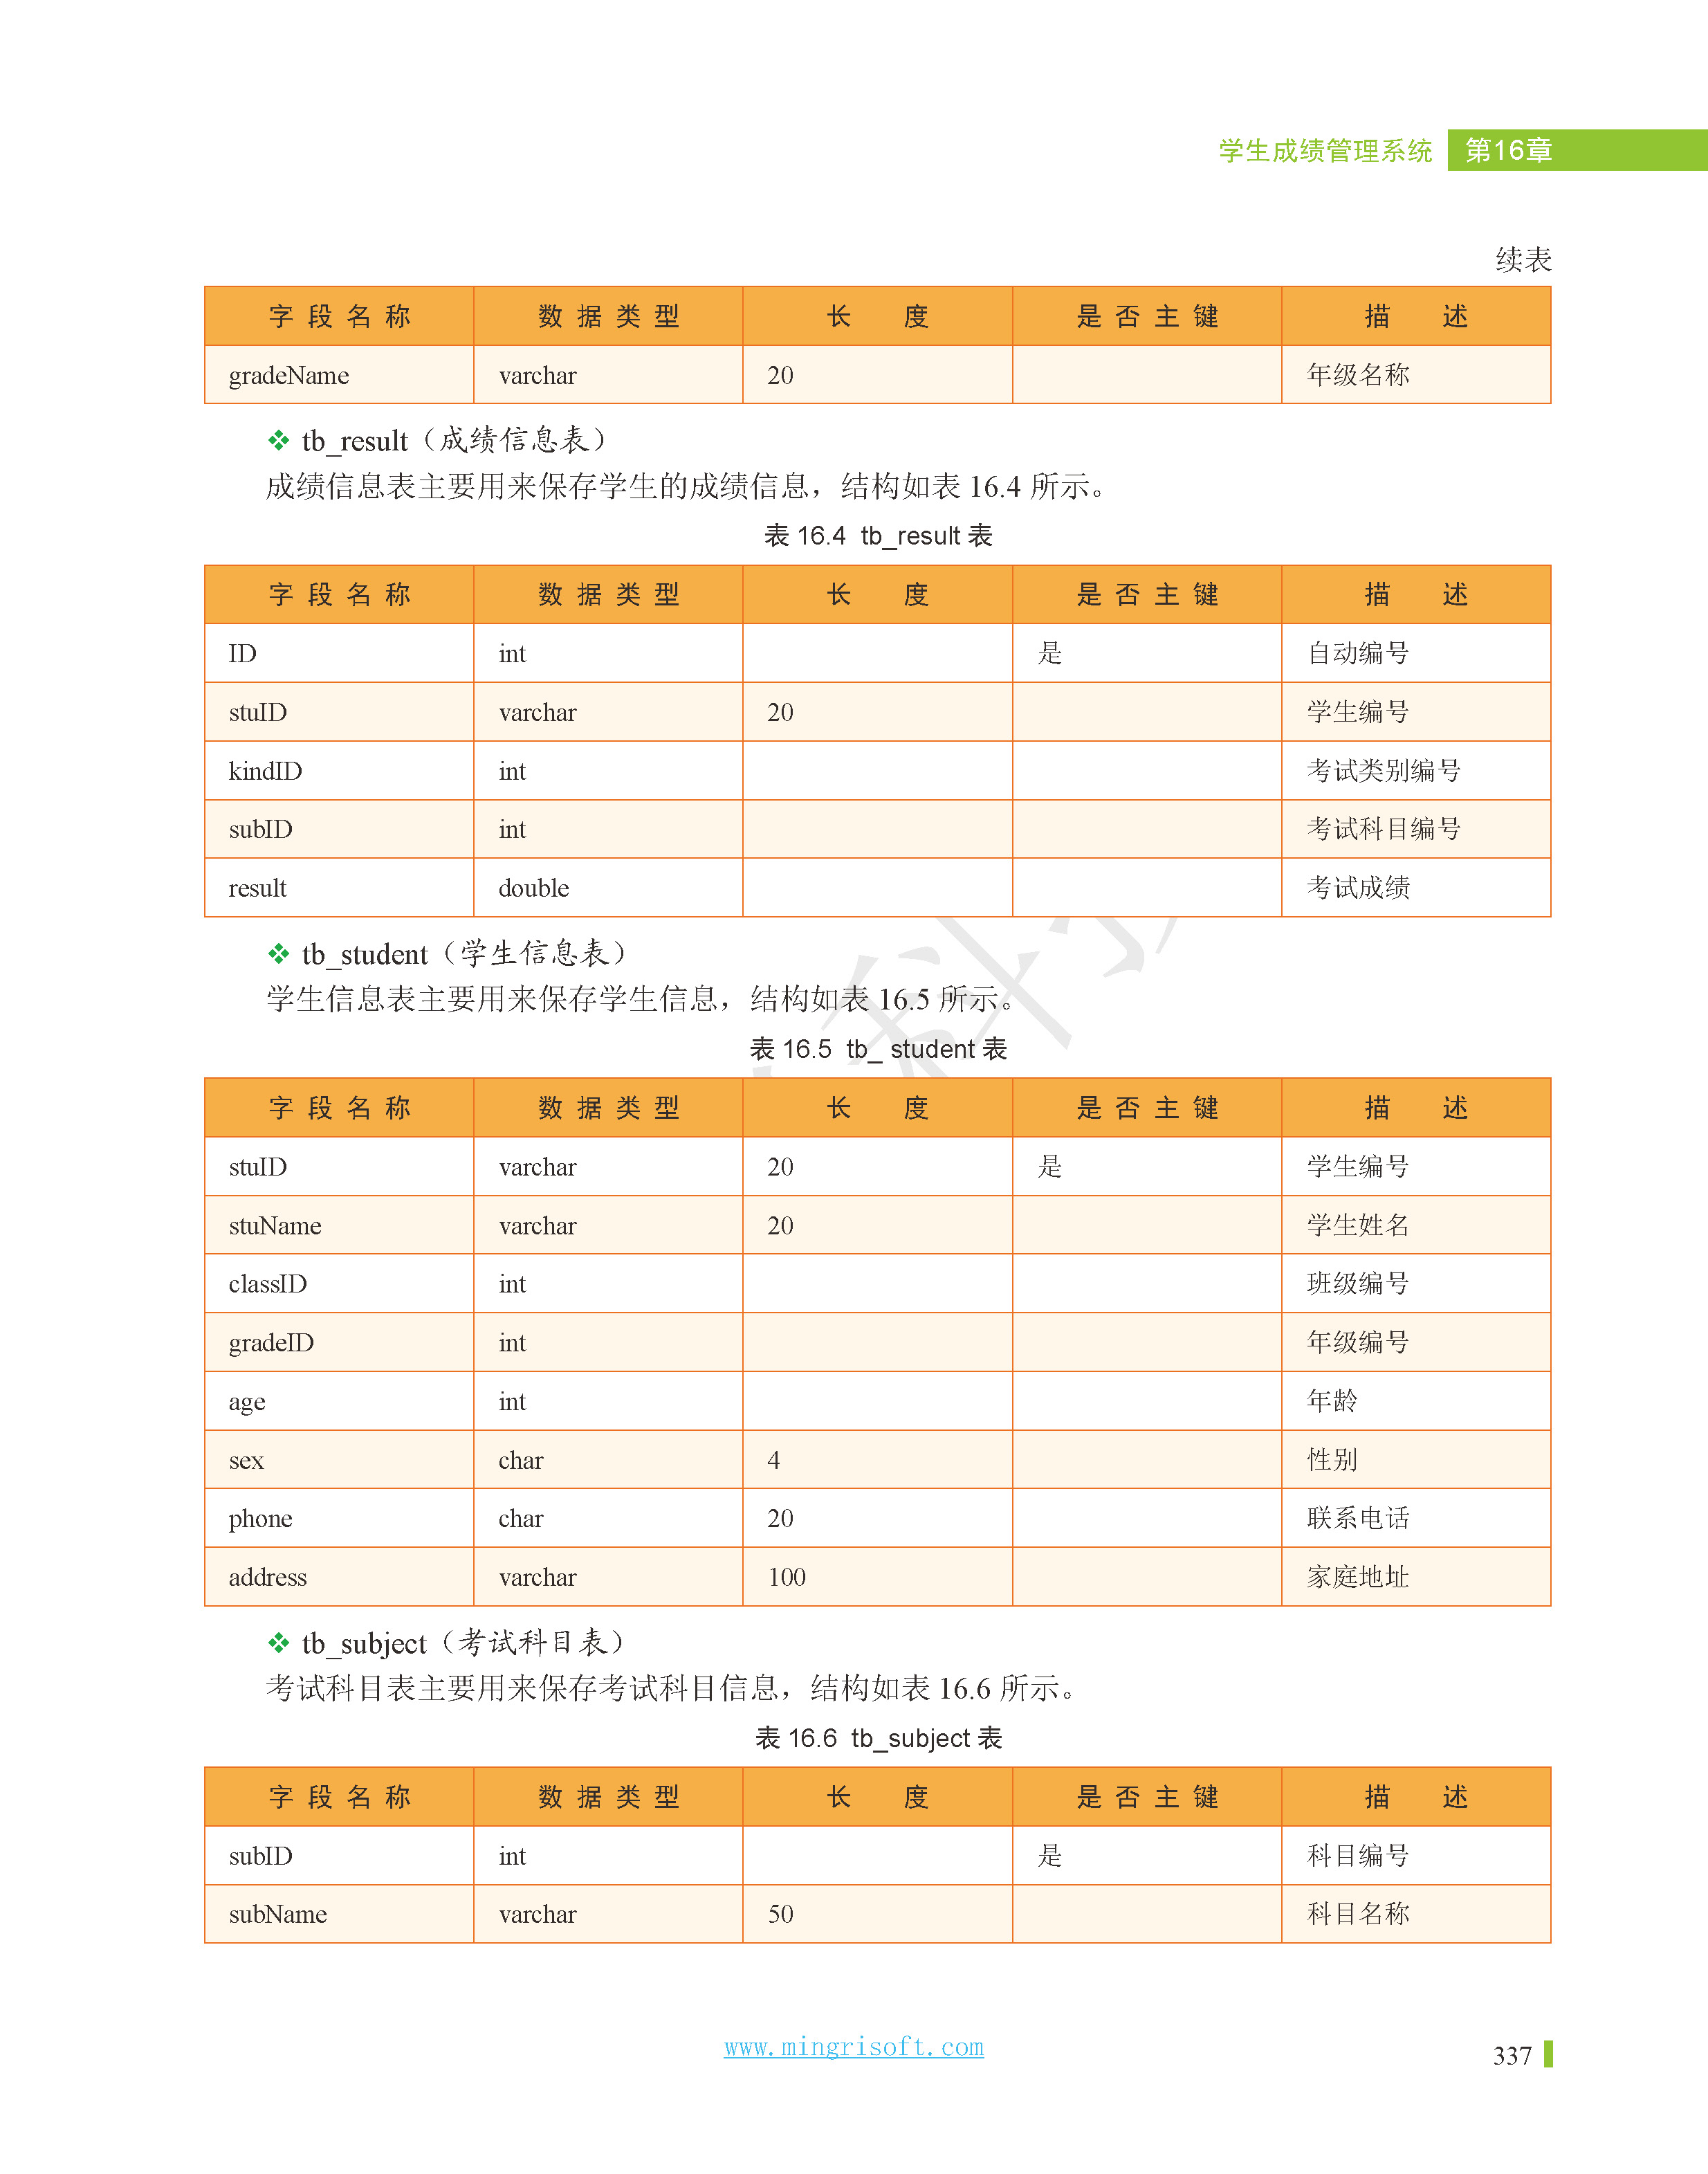 学生成绩管理系统 第16章
续表
字段名称 数据类型 长 度 是否主键 描 述
gradeName varchar 20 年级名称
❖ tb_result（成绩信息表）
成绩信息表主要用来保存学生的成绩信息，结构如表 16.4 所示。
表 16.4 tb_result 表
字段名称 数据类型 长 度 是否主键 描 述
ID int 是 自动编号
stuID varchar 20 学生编号
kindID int 考试类别编号
subID int 考试科目编号
result double 考试成绩
❖ tb_student（学生信息表）
学生信息表主要用来保存学生信息，结构如表 16.5 所示。
表 16.5 tb_ student 表
字段名称 数据类型 长 度 是否主键 描 述
stuID varchar 20 是 学生编号
stuName varchar 20 学生姓名
classID int 班级编号
gradeID int 年级编号
age int 年龄
sex char 4 性别
phone char 20 联系电话
address varchar 100 家庭地址
❖ tb_subject（考试科目表）
考试科目表主要用来保存考试科目信息，结构如表 16.6 所示。
表 16.6 tb_subject 表
字段名称 数据类型 长 度 是否主键 描 述
subID int 是 科目编号
subName varchar 50 科目名称
www.mingrisoft.com
337